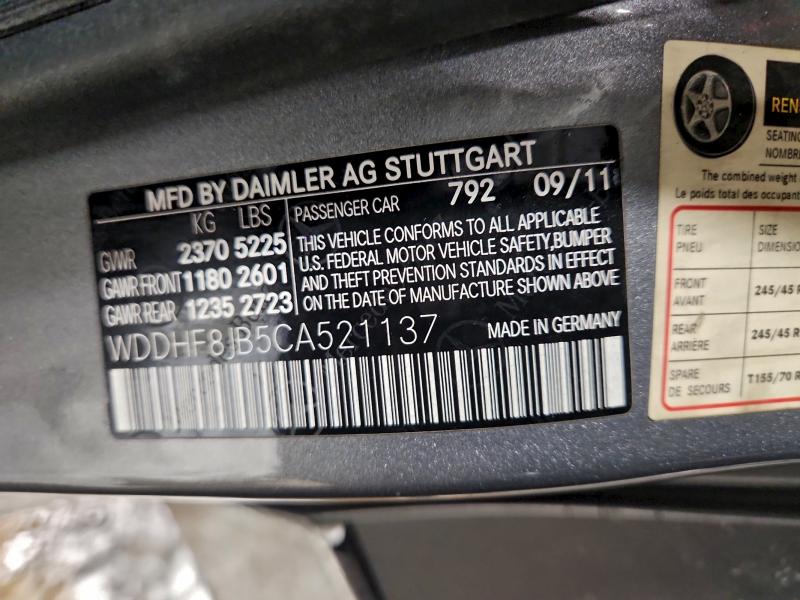 MFD BY DAIMLER AG STUTTGART
KG LBS
GVWR 2370 5225
GAWR FRONT 1180 2601
GAWR REAR 1235 2723
PASSENGER CAR 792 09/11
THIS VEHICLE CONFORMS TO ALL APPLICABLE
U.S. FEDERAL MOTOR VEHICLE SAFETY,BUMPER
AND THEFT PREVENTION STANDARDS IN EFFECT
ON THE DATE OF MANUFACTURE SHOWN ABOVE
WDDHF8JB5CA521137 MADE IN GERMANY
REN
SEATIN
NOMBRE
The combined weight
Le poids total des occupant
TIRE SIZE
PNEU DIMENSIO
FRONT 245/45 R
AVANT
REAR 245/45 R
ARRIÈRE
SPARE T155/70 R
DE SECOURS